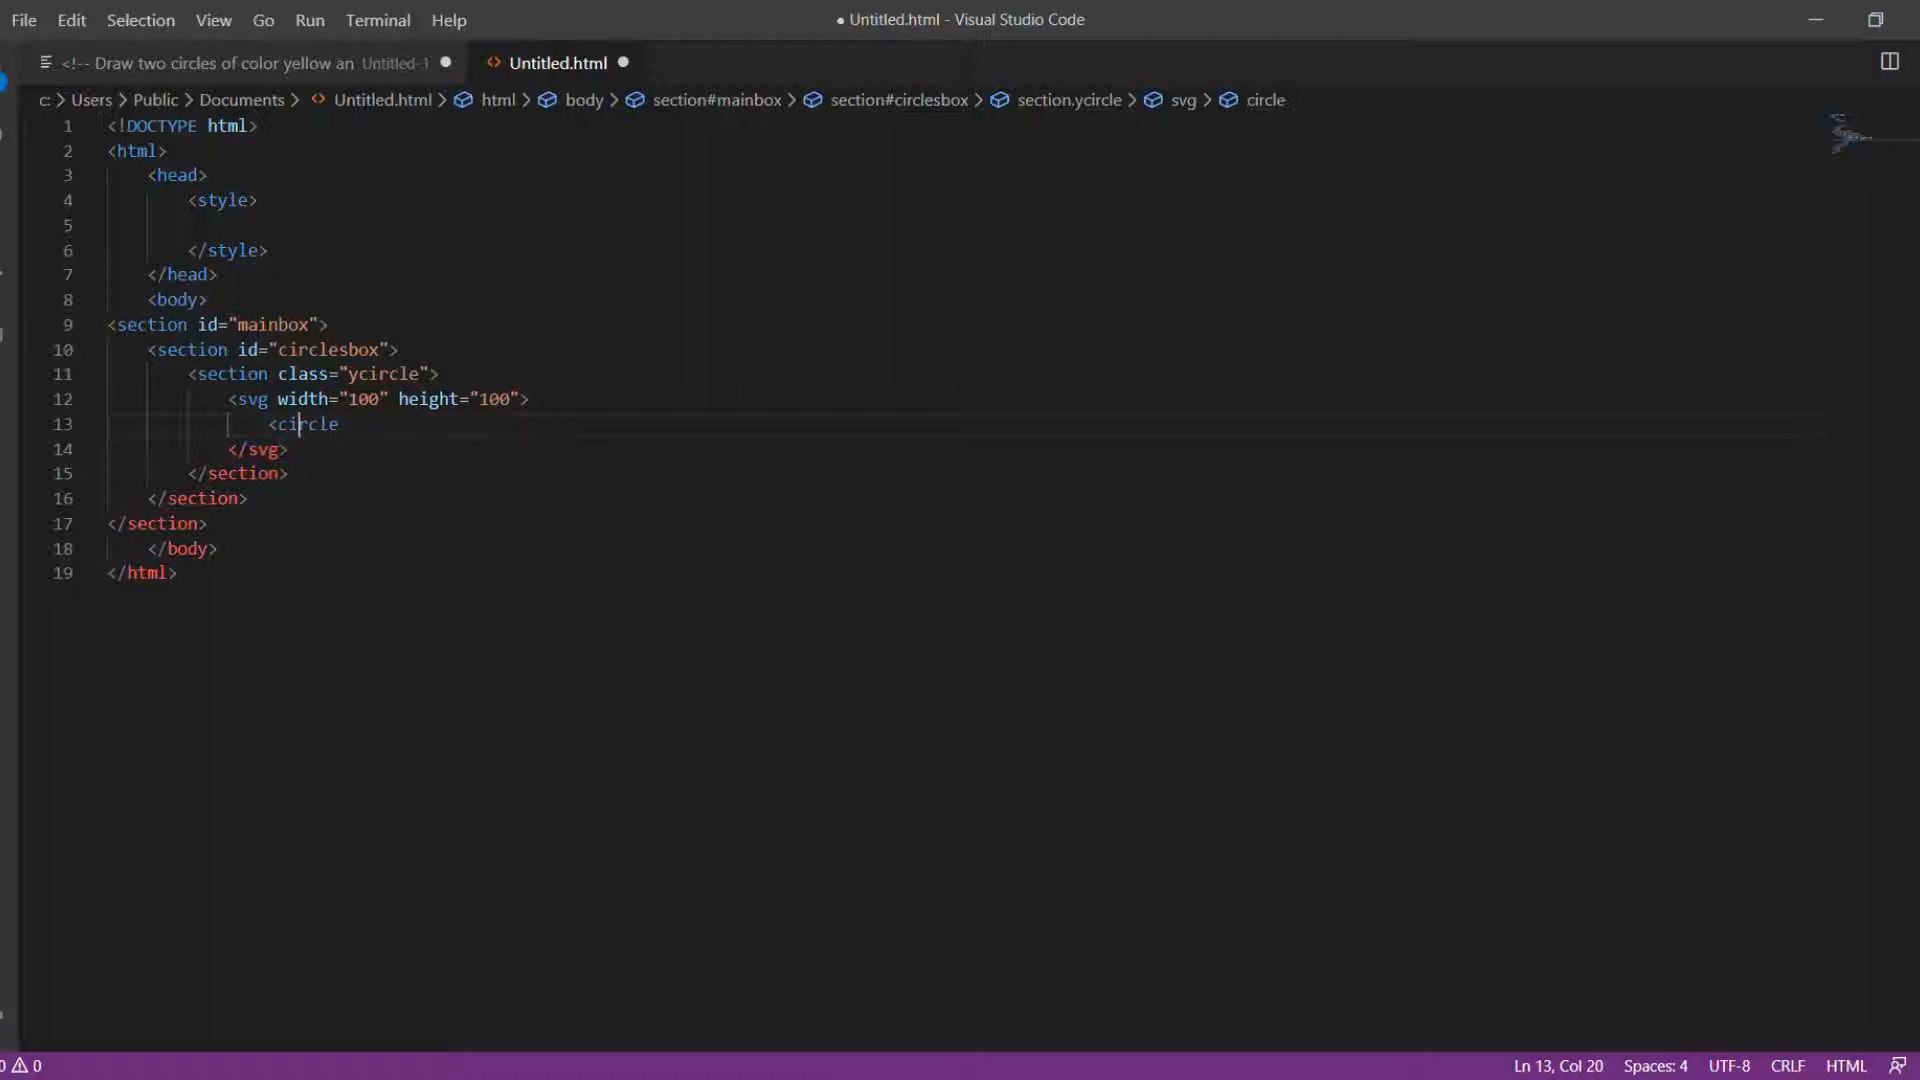 File Edit Selection View Go Run Terminal Help ● Untitled.html - Visual Studio Code
<!-- Draw two circles of color yellow an Untitled-1 ● <> Untitled.html ●
c: > Users > Public > Documents > <> Untitled.html > html > body > section#mainbox > section#circlesbox > section.ycircle > svg > circle
1 <!DOCTYPE html>
2 <html>
3 <head>
4 <style>
5
6 </style>
7 </head>
8 <body>
9 <section id="mainbox">
10 <section id="circlesbox">
11 <section class="ycircle">
12 <svg width="100" height="100">
13 <circle
14 </svg>
15 </section>
16 </section>
17 </section>
18 </body>
19 </html>
0 0 Ln 13, Col 20 Spaces: 4 UTF-8 CRLF HTML